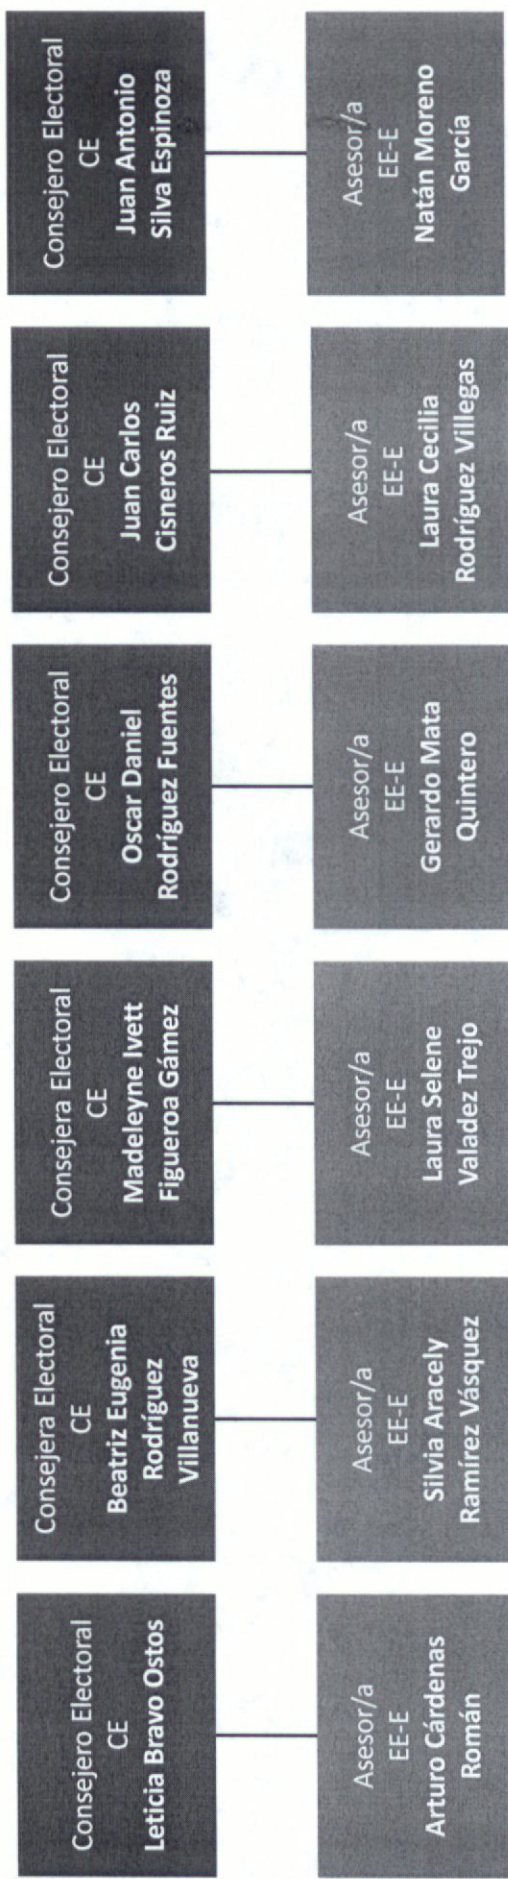 Consejero Electoral
CE
Leticia Bravo Ostos
Asesor/a
EE-E
Arturo Cárdenas
Román
Consejera Electoral
CE
Beatriz Eugenia
Rodríguez
Villanueva
Asesor/a
EE-E
Silvia Aracely
Ramírez Vásquez
Consejera Electoral
CE
Madeleyne Ivett
Figueroa Gámez
Asesor/a
EE-E
Laura Selene
Valadez Trejo
Consejero Electoral
CE
Oscar Daniel
Rodríguez Fuentes
Asesor/a
EE-E
Gerardo Mata
Quintero
Consejero Electoral
CE
Juan Carlos
Cisneros Ruiz
Asesor/a
EE-E
Laura Cecilia
Rodríguez Villegas
Consejero Electoral
CE
Juan Antonio
Silva Espinoza
Asesor/a
EE-E
Natán Moreno
García